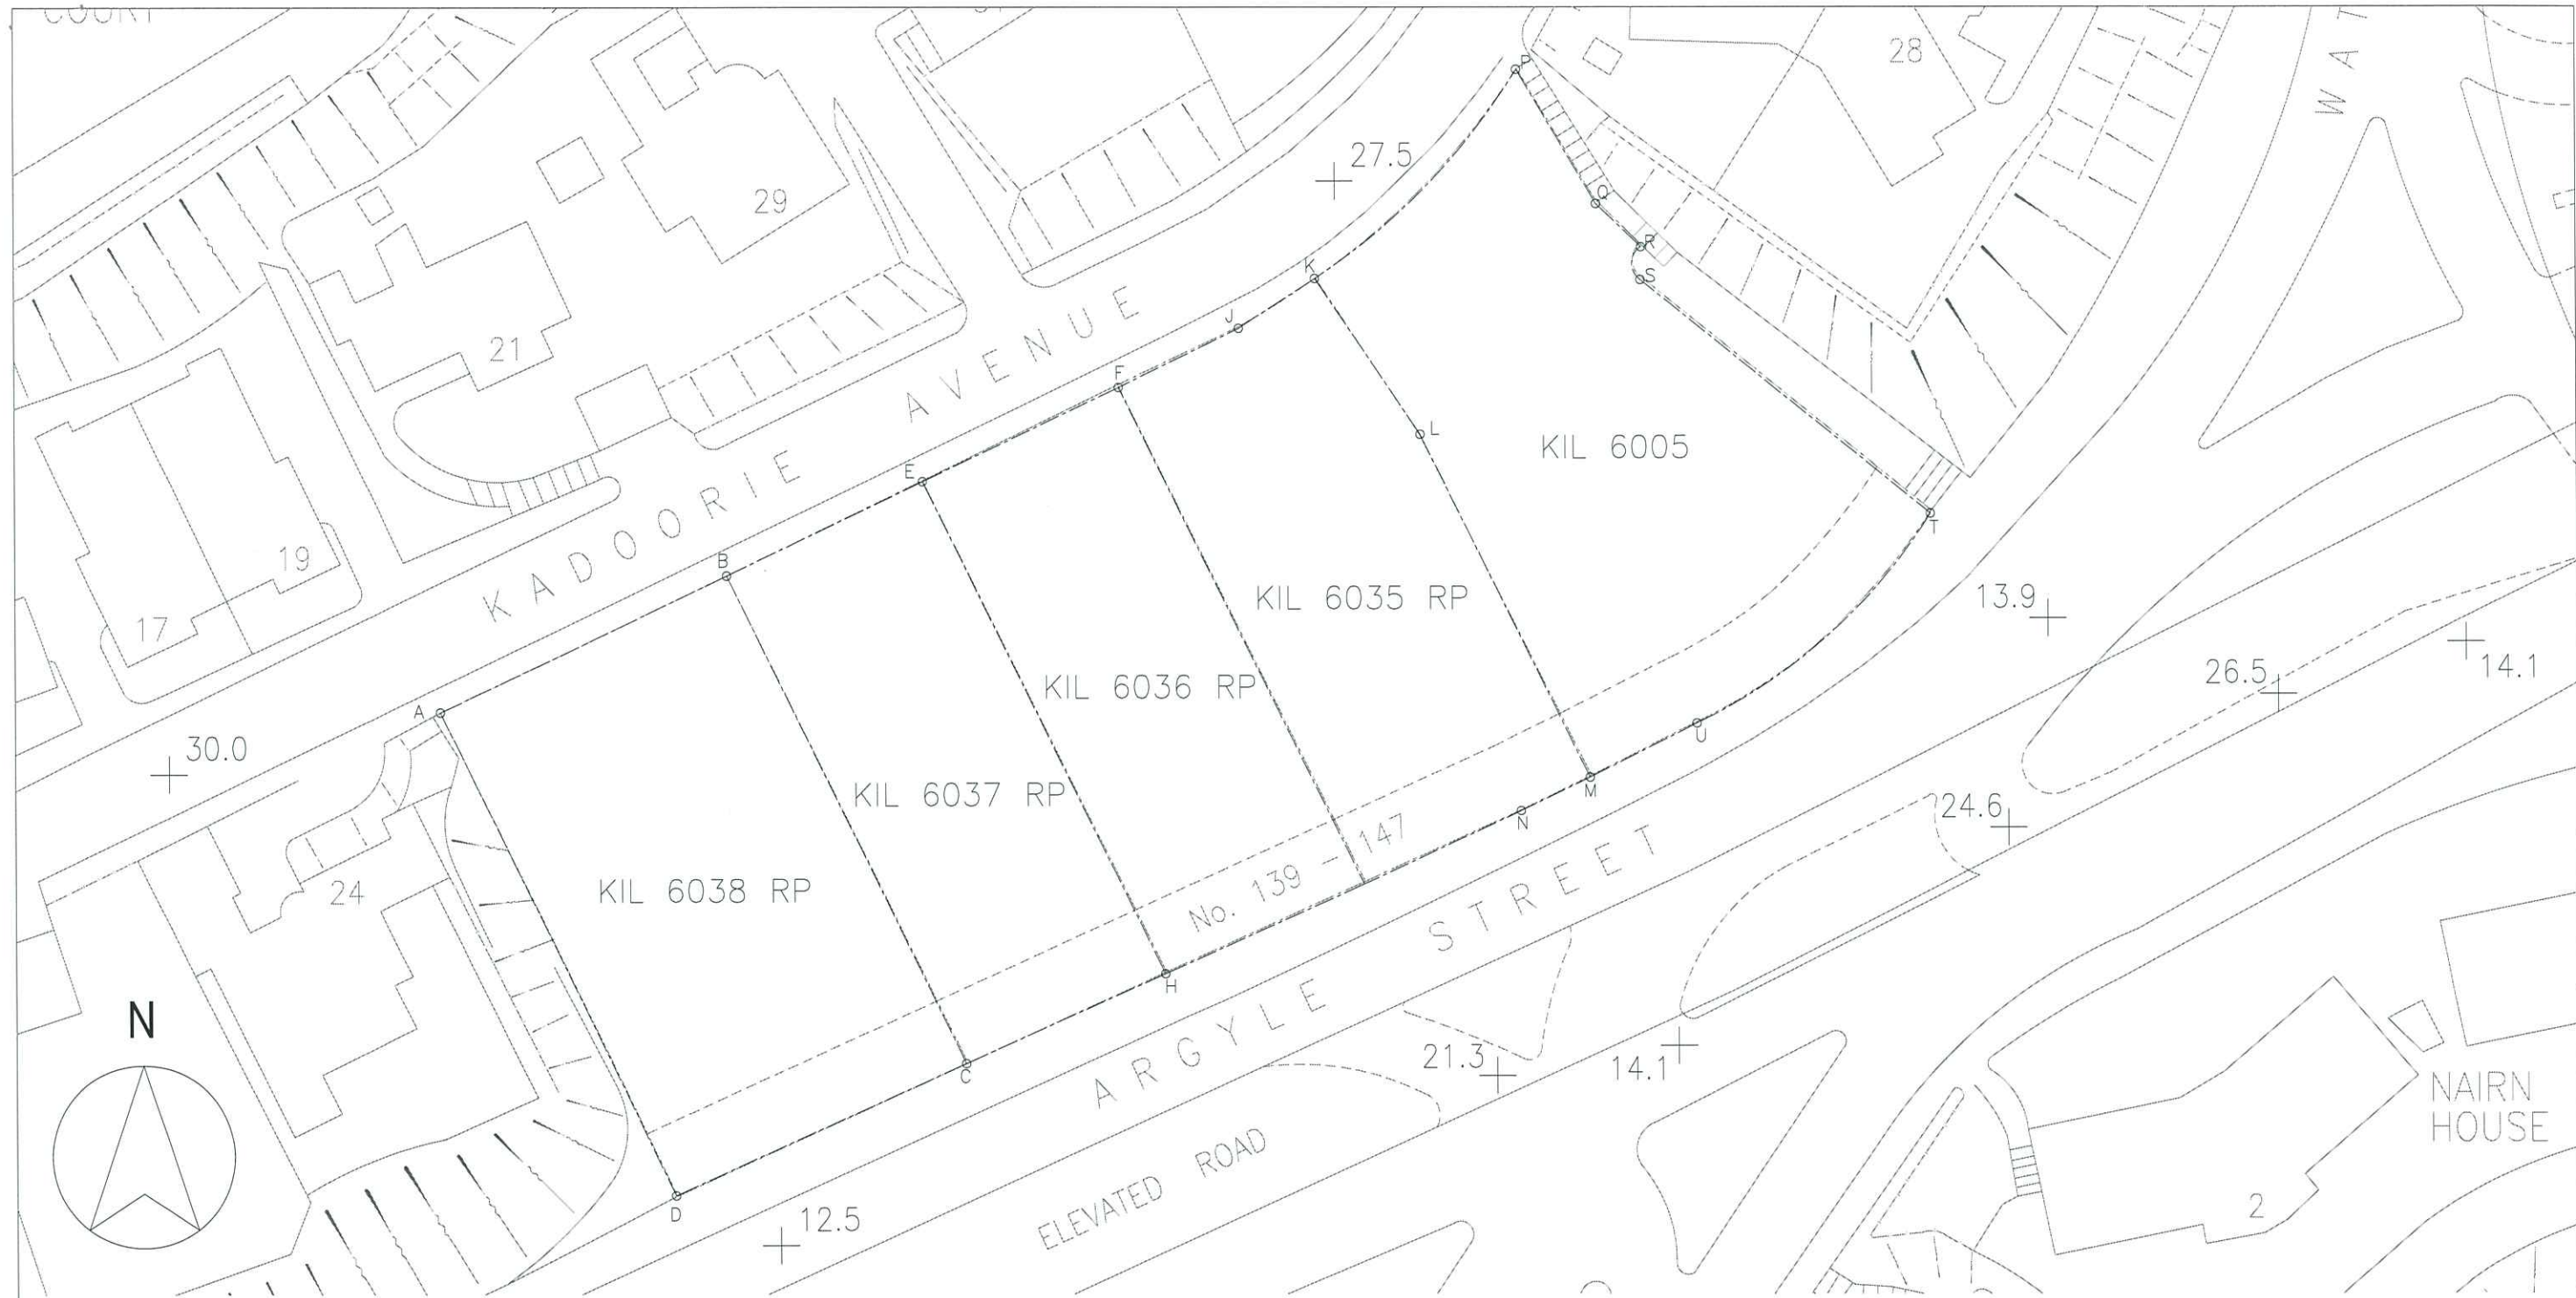 COURT
28
WAT
P
27.5
Q
29
R
K
S
J
21
F
KADOORIE AVENUE
L
KIL 6005
E
T
19
B
KIL 6035 RP
13.9
17
14.1
KIL 6036 RP
26.5
A
U
30.0
M
KIL 6037 RP
24.6
N
No. 139 - 147
24
KIL 6038 RP
ARGYLE STREET
H
N
C
21.3
14.1
NAIRN
HOUSE
ELEVATED ROAD
D
12.5
2